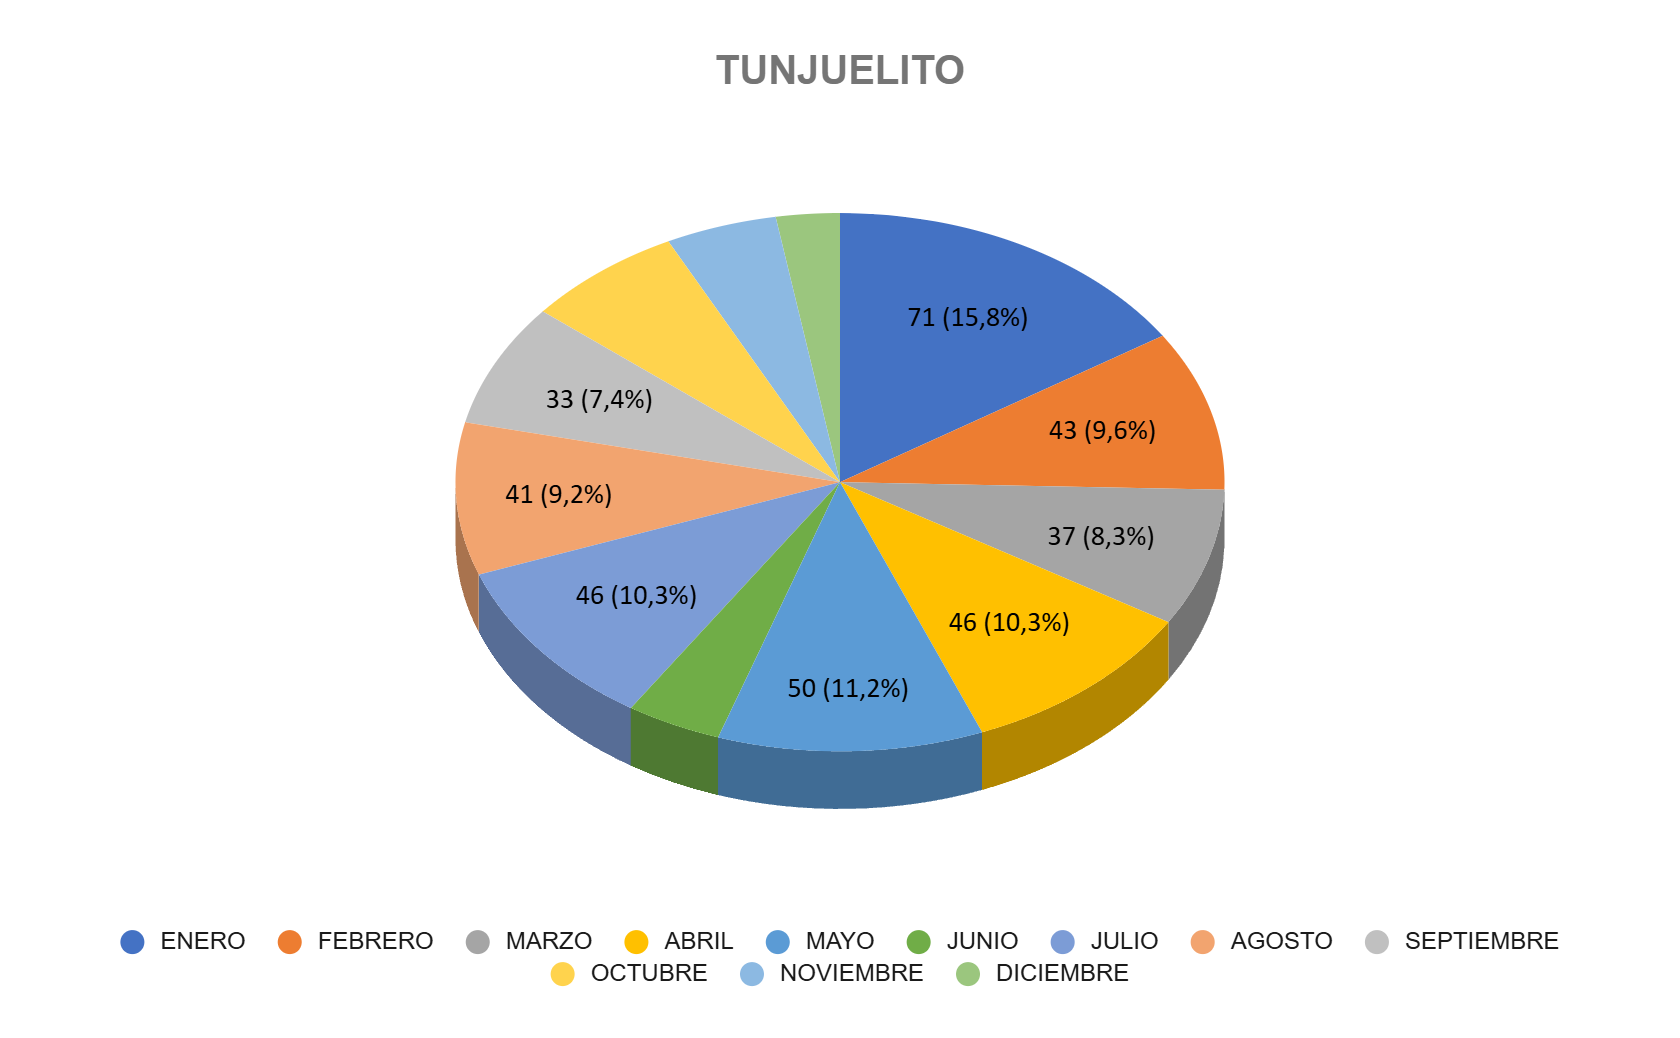 TUNJUELITO
71 (15,8%)
43 (9,6%)
37 (8,3%)
46 (10,3%)
50 (11,2%)
46 (10,3%)
41 (9,2%)
33 (7,4%)
ENERO FEBRERO MARZO ABRIL MAYO JUNIO JULIO AGOSTO SEPTIEMBRE
OCTUBRE NOVIEMBRE DICIEMBRE